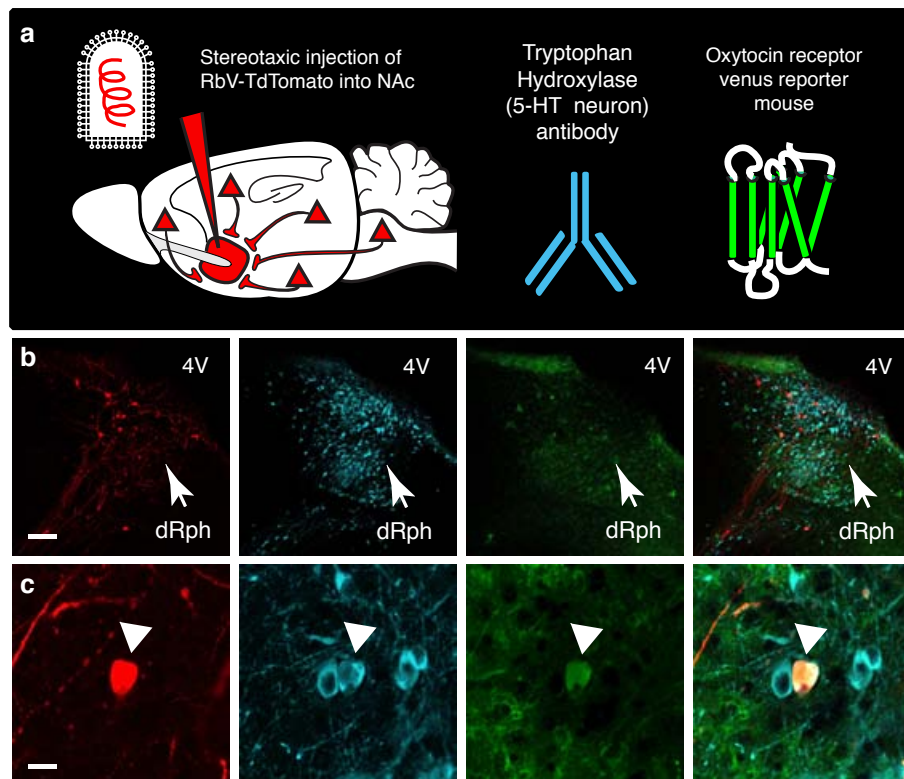 a
Stereotaxic injection of
RbV-TdTomato into NAc
Tryptophan
Hydroxylase
(5-HT neuron)
antibody
Oxytocin receptor
venus reporter
mouse
b
4V
4V
4V
4V
dRph
dRph
dRph
dRph
c